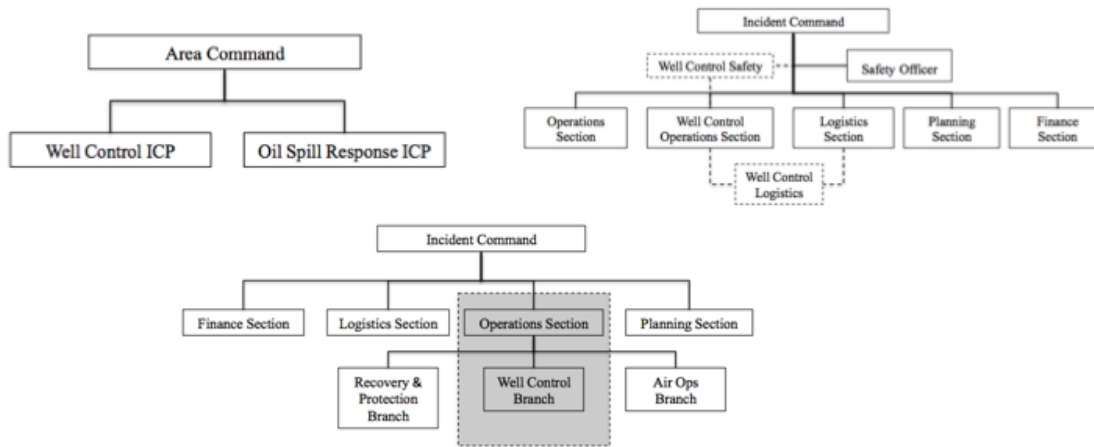 Area Command
Well Control ICP
Oil Spill Response ICP
Incident Command
Well Control Safety
Safety Officer
Operations
Section
Well Control
Operations Section
Logistics
Section
Planning
Section
Finance
Section
Well Control
Logistics
Incident Command
Finance Section
Logistics Section
Operations Section
Planning Section
Recovery &
Protection
Branch
Well Control
Branch
Air Ops
Branch